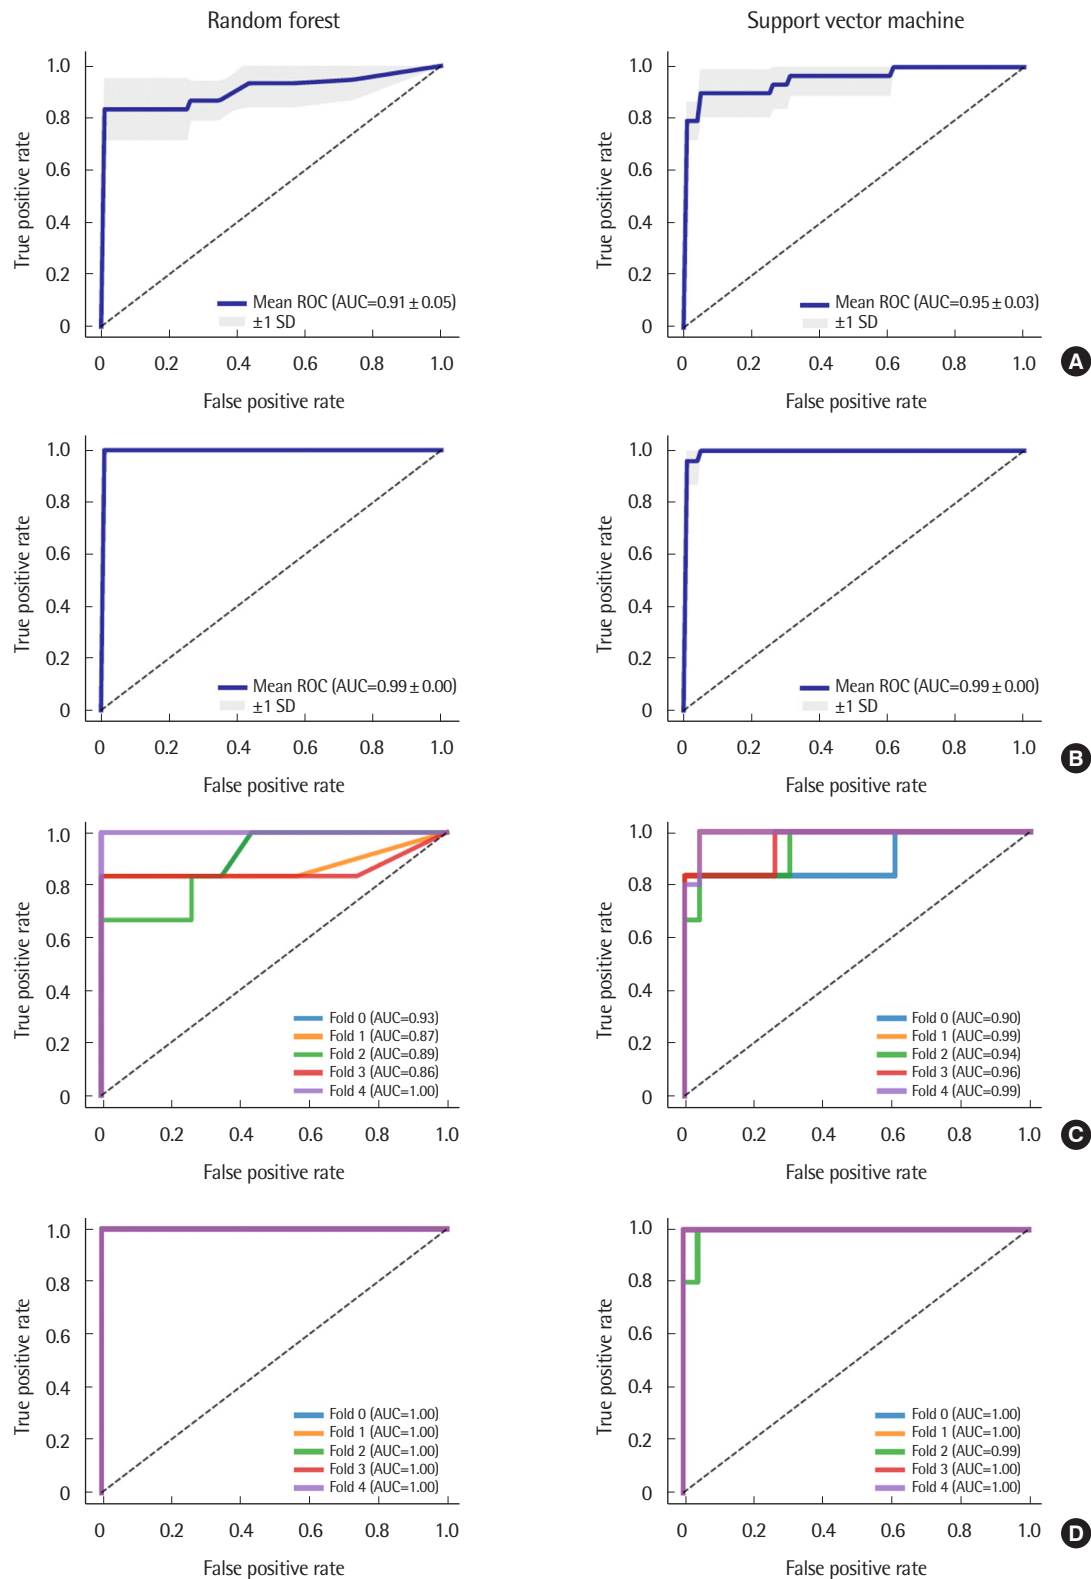 Random forest
Support vector machine
True positive rate
1.0
0.8
0.6
0.4
0.2
0
Mean ROC (AUC=0.91 ± 0.05)
±1 SD
0 0.2 0.4 0.6 0.8 1.0
False positive rate
True positive rate
1.0
0.8
0.6
0.4
0.2
0
Mean ROC (AUC=0.95 ± 0.03)
±1 SD
0 0.2 0.4 0.6 0.8 1.0
False positive rate
A
True positive rate
1.0
0.8
0.6
0.4
0.2
0
Mean ROC (AUC=0.99 ± 0.00)
±1 SD
0 0.2 0.4 0.6 0.8 1.0
False positive rate
True positive rate
1.0
0.8
0.6
0.4
0.2
0
Mean ROC (AUC=0.99 ± 0.00)
±1 SD
0 0.2 0.4 0.6 0.8 1.0
False positive rate
B
True positive rate
1.0
0.8
0.6
0.4
0.2
0
Fold 0 (AUC=0.93)
Fold 1 (AUC=0.87)
Fold 2 (AUC=0.89)
Fold 3 (AUC=0.86)
Fold 4 (AUC=1.00)
0 0.2 0.4 0.6 0.8 1.0
False positive rate
True positive rate
1.0
0.8
0.6
0.4
0.2
0
Fold 0 (AUC=0.90)
Fold 1 (AUC=0.99)
Fold 2 (AUC=0.94)
Fold 3 (AUC=0.96)
Fold 4 (AUC=0.99)
0 0.2 0.4 0.6 0.8 1.0
False positive rate
C
True positive rate
1.0
0.8
0.6
0.4
0.2
0
Fold 0 (AUC=1.00)
Fold 1 (AUC=1.00)
Fold 2 (AUC=1.00)
Fold 3 (AUC=1.00)
Fold 4 (AUC=1.00)
0 0.2 0.4 0.6 0.8 1.0
False positive rate
True positive rate
1.0
0.8
0.6
0.4
0.2
0
Fold 0 (AUC=1.00)
Fold 1 (AUC=1.00)
Fold 2 (AUC=0.99)
Fold 3 (AUC=1.00)
Fold 4 (AUC=1.00)
0 0.2 0.4 0.6 0.8 1.0
False positive rate
D